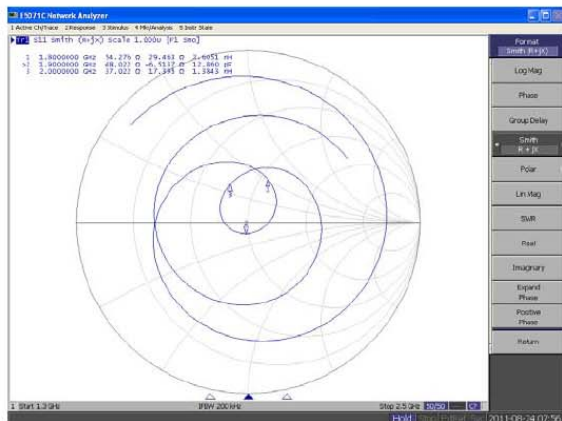 E5071C Network Analyzer
1 Active Ch/Trace 2 Response 3 Stimulus 4 Mkr/Analysis 5 Instr State
Tr1 S11 Smith (R+jX) Scale 1.000U [F1 Smo]
1 1.8000000 GHz 54.276 Ω 29.463 Ω 2.6051 nH
>2 1.9000000 GHz 48.022 Ω -6.5137 Ω 12.860 pF
3 2.0000000 GHz 37.022 Ω 17.395 Ω 1.3843 nH
1 Start 1.3 GHz
IFBW 200 kHz
Stop 2.5 GHz
Format
Smith (R+jX)
Log Mag
Phase
Group Delay
Smith
R + jX
Polar
Lin Mag
SWR
Real
Imaginary
Expand
Phase
Positive
Phase
Return
Hold
2011-08-24 07:56